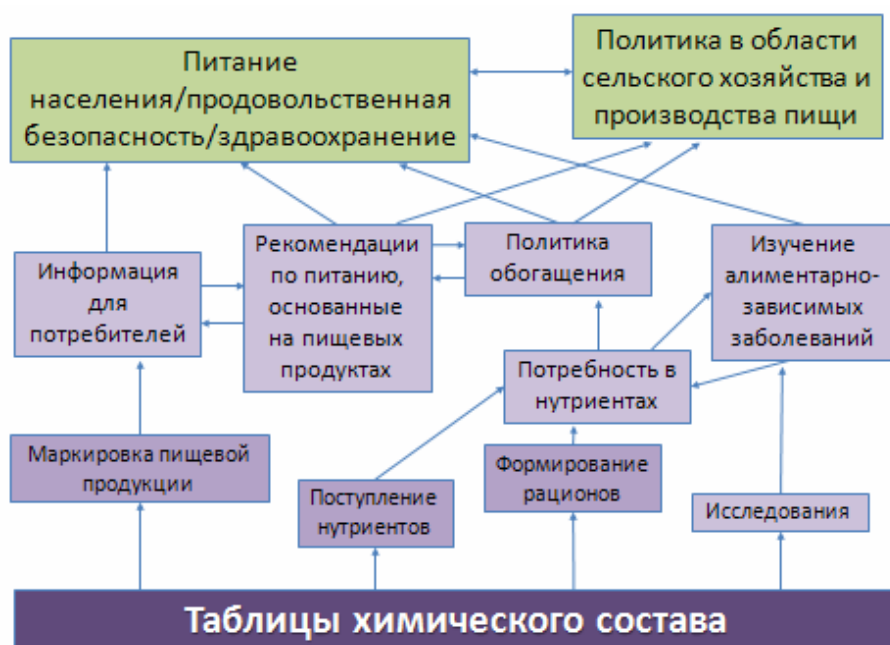 Питание
населения/продовольственная
безопасность/здравоохранение
Политика в области
сельского хозяйства и
производства пищи
Информация
для
потребителей
Рекомендации
по питанию,
основанные
на пищевых
продуктах
Политика
обогащения
Изучение
алиментарно-
зависимых
заболеваний
Потребность в
нутриентах
Маркировка пищевой
продукции
Поступление
нутриентов
Формирование
рационов
Исследования
Таблицы химического состава